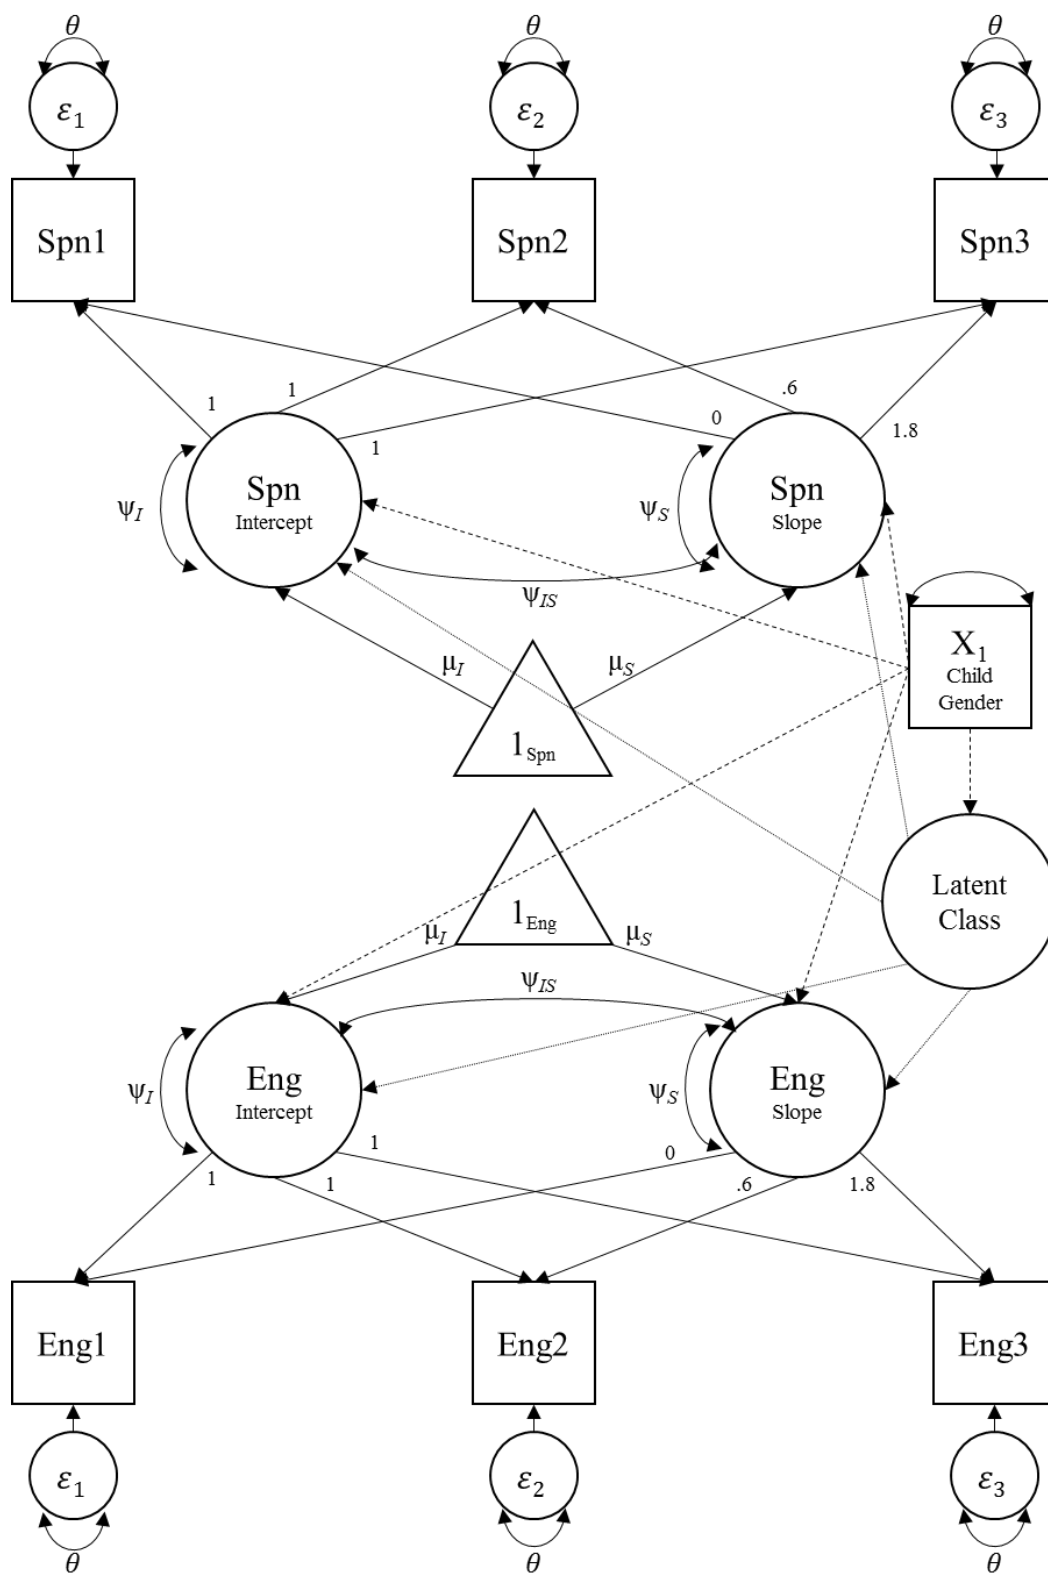 θ θ θ
ε₁ ε₂ ε₃
Spn1 Spn2 Spn3
1 1 1 0 .6 1.8
Spn
Intercept
Spn
Slope
ψI ψS
ψIS
μI μS
1Spn
X₁
Child
Gender
Latent
Class
1Eng
μI μS
ψIS
Eng
Intercept
Eng
Slope
ψI ψS
1 1 1 0 .6 1.8
Eng1 Eng2 Eng3
ε₁ ε₂ ε₃
θ θ θ